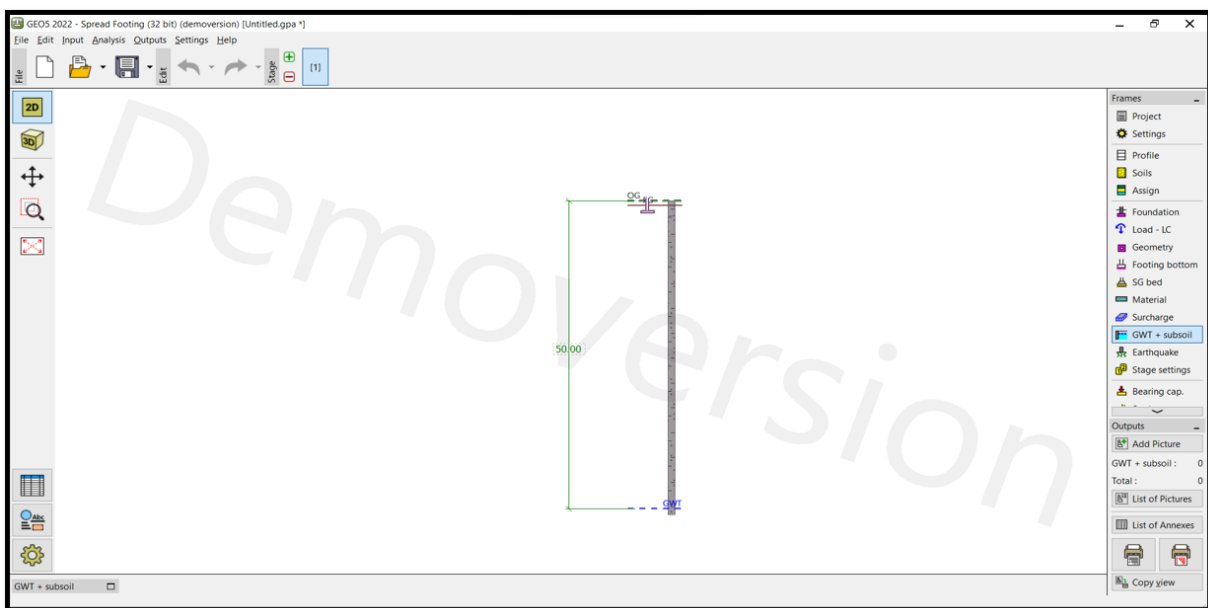 GEO5 2022 - Spread Footing (32 bit) (demoversion) [Untitled.gpa *]
File Edit Input Analysis Outputs Settings Help
File
Edit
Stage
[1]
2D
3D
Demoversion
OG
50.00
GWT
Abc
Frames
Project
Settings
Profile
Soils
Assign
Foundation
Load - LC
Geometry
Footing bottom
SG bed
Material
Surcharge
GWT + subsoil
Earthquake
Stage settings
Bearing cap.
Outputs
Add Picture
GWT + subsoil : 0
Total : 0
List of Pictures
List of Annexes
Copy view
GWT + subsoil